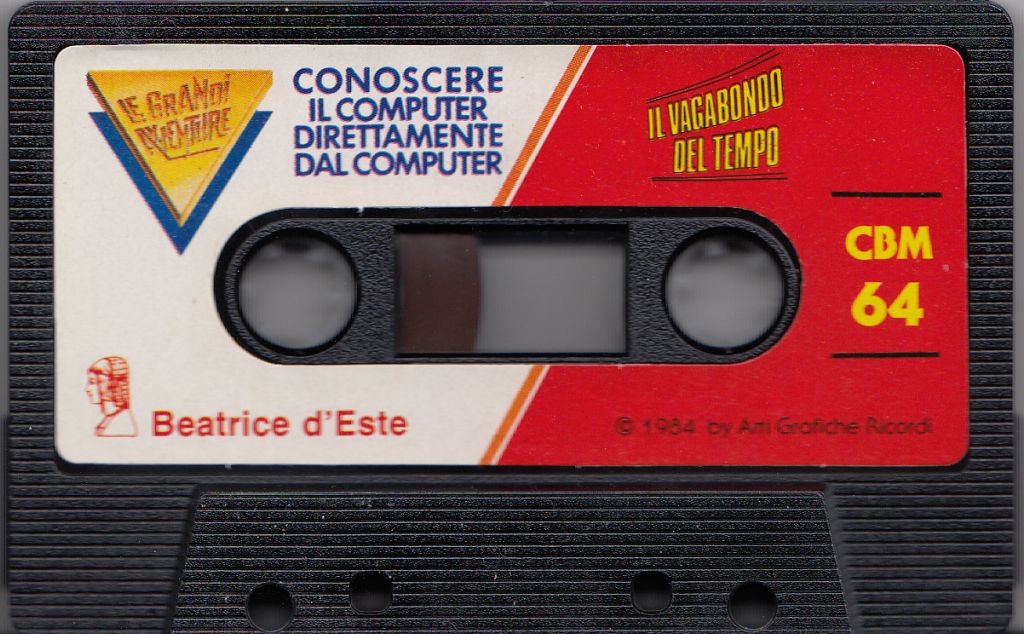 LE GRANDI
AVVENTURE
CONOSCERE
IL COMPUTER
DIRETTAMENTE
DAL COMPUTER
IL VAGABONDO
DEL TEMPO
CBM
64
Beatrice d'Este
© 1984 by Arti Grafiche Ricordi